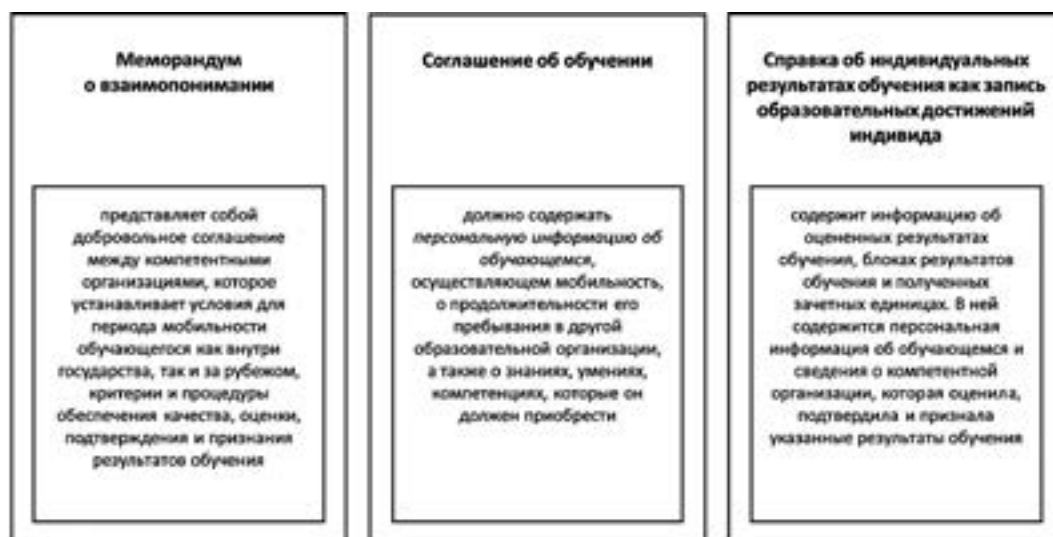 Меморандум
о взаимопонимании
представляет собой
добровольное соглашение
между компетентными
организациями, которое
устанавливает условия для
периода мобильности
обучающегося как внутри
государства, так и за рубежом,
критерии и процедуры
обеспечения качества, оценки,
подтверждения и признания
результатов обучения
Соглашение об обучении
должно содержать
персональную информацию об
обучающемся,
осуществляющем мобильность,
о продолжительности его
пребывания в другой
образовательной организации,
а также о знаниях, умениях,
компетенциях, которые он
должен приобрести
Справка об индивидуальных
результатах обучения как запись
образовательных достижений
индивида
содержит информацию об
оцененных результатах
обучения, блоках результатов
обучения и полученных
зачетных единицах. В ней
содержится персональная
информация об обучающемся и
сведения о компетентной
организации, которая оценила,
подтвердила и признала
указанные результаты обучения